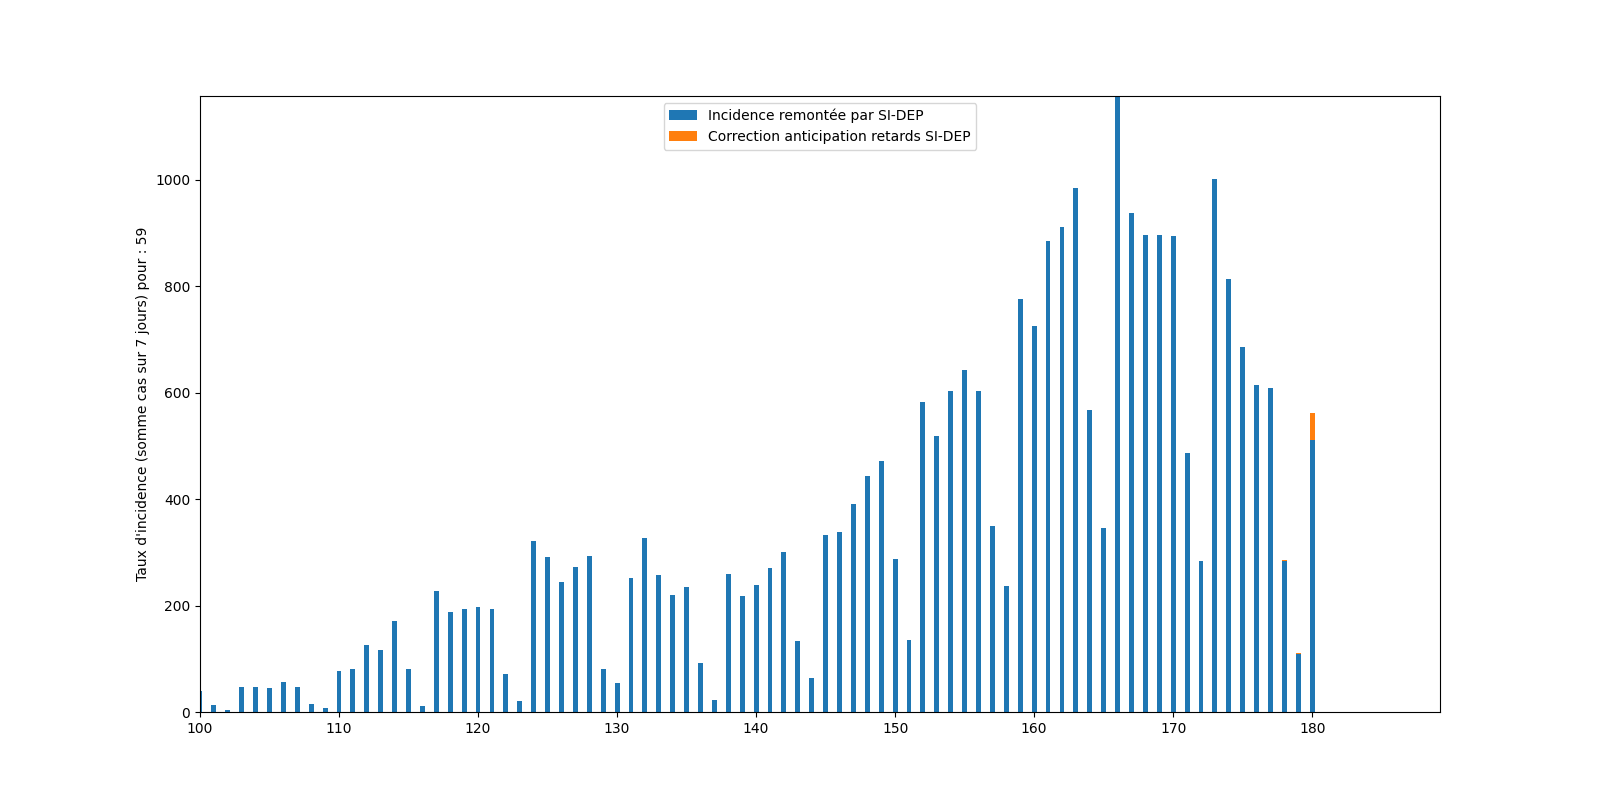 Incidence remontée par SI-DEP
Correction anticipation retards SI-DEP
Taux d'incidence (somme cas sur 7 jours) pour : 59
1000
800
600
400
200
0
100 110 120 130 140 150 160 170 180